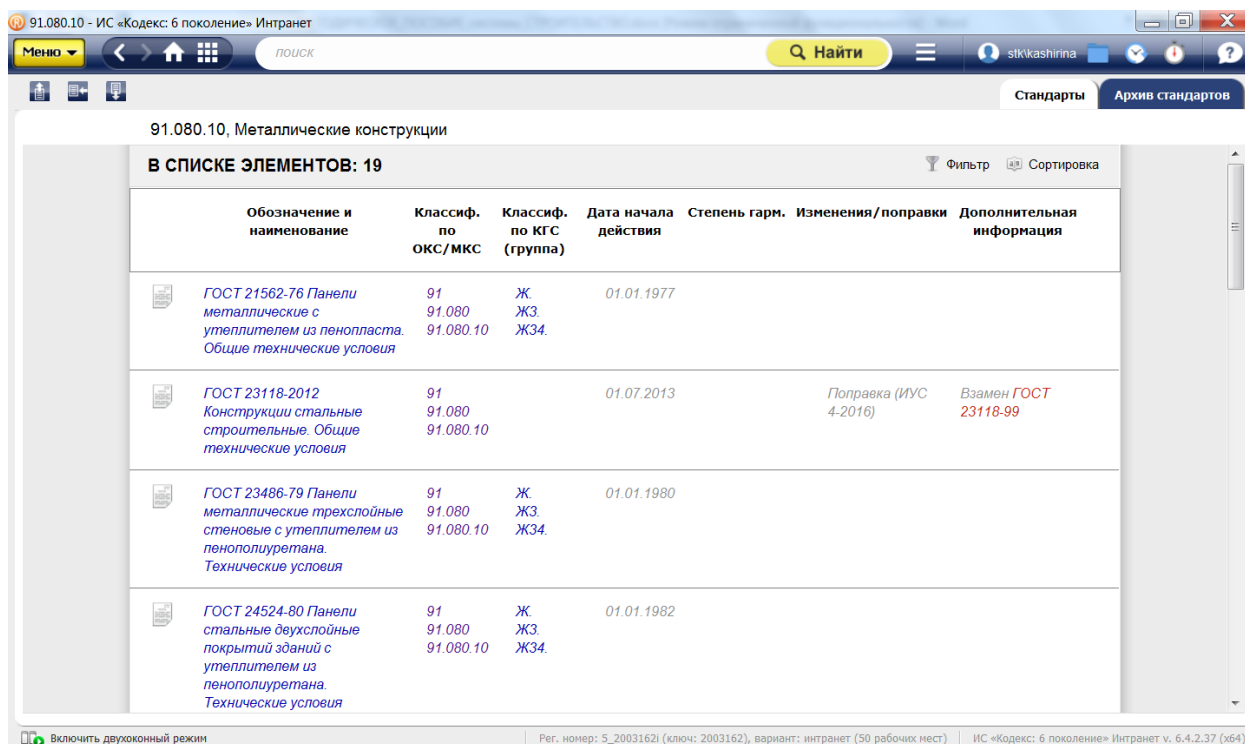 91.080.10 - ИС «Кодекс: 6 поколение» Интранет
Меню
поиск
Найти
stk\kashirina
?
Стандарты
Архив стандартов
91.080.10, Металлические конструкции
В СПИСКЕ ЭЛЕМЕНТОВ: 19
Фильтр
Сортировка
Обозначение и Классиф. Классиф. Дата начала Степень гарм. Изменения/поправки Дополнительная
наименование по по КГС действия информация
ОКС/МКС (группа)
ГОСТ 21562-76 Панели 91 Ж. 01.01.1977
металлические с 91.080 Ж3.
утеплителем из пенопласта. 91.080.10 Ж34.
Общие технические условия
ГОСТ 23118-2012 91 01.07.2013 Поправка (ИУС Взамен ГОСТ
Конструкции стальные 91.080 4-2016) 23118-99
строительные. Общие 91.080.10
технические условия
ГОСТ 23486-79 Панели 91 Ж. 01.01.1980
металлические трехслойные 91.080 Ж3.
стеновые с утеплителем из 91.080.10 Ж34.
пенополиуретана.
Технические условия
ГОСТ 24524-80 Панели 91 Ж. 01.01.1982
стальные двухслойные 91.080 Ж3.
покрытий зданий с 91.080.10 Ж34.
утеплителем из
пенополиуретана.
Технические условия
Включить двухоконный режим
Рег. номер: 5_2003162i (ключ: 2003162), вариант: интранет (50 рабочих мест)
ИС «Кодекс: 6 поколение» Интранет v. 6.4.2.37 (x64)